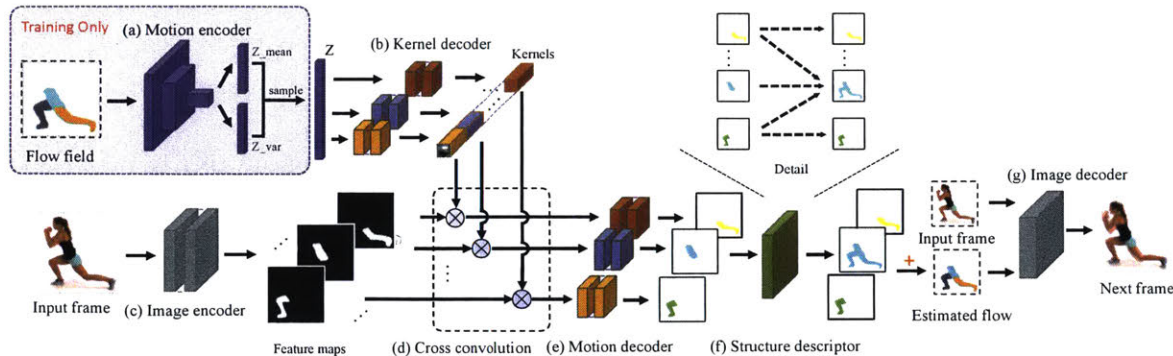 Training Only
(a) Motion encoder
Z_mean
Z
(b) Kernel decoder
Kernels
sample
Z_var
Flow field
Detail
(g) Image decoder
Input frame
Input frame
(c) Image encoder
Estimated flow
Next frame
Feature maps
(d) Cross convolution
(e) Motion decoder
(f) Structure descriptor